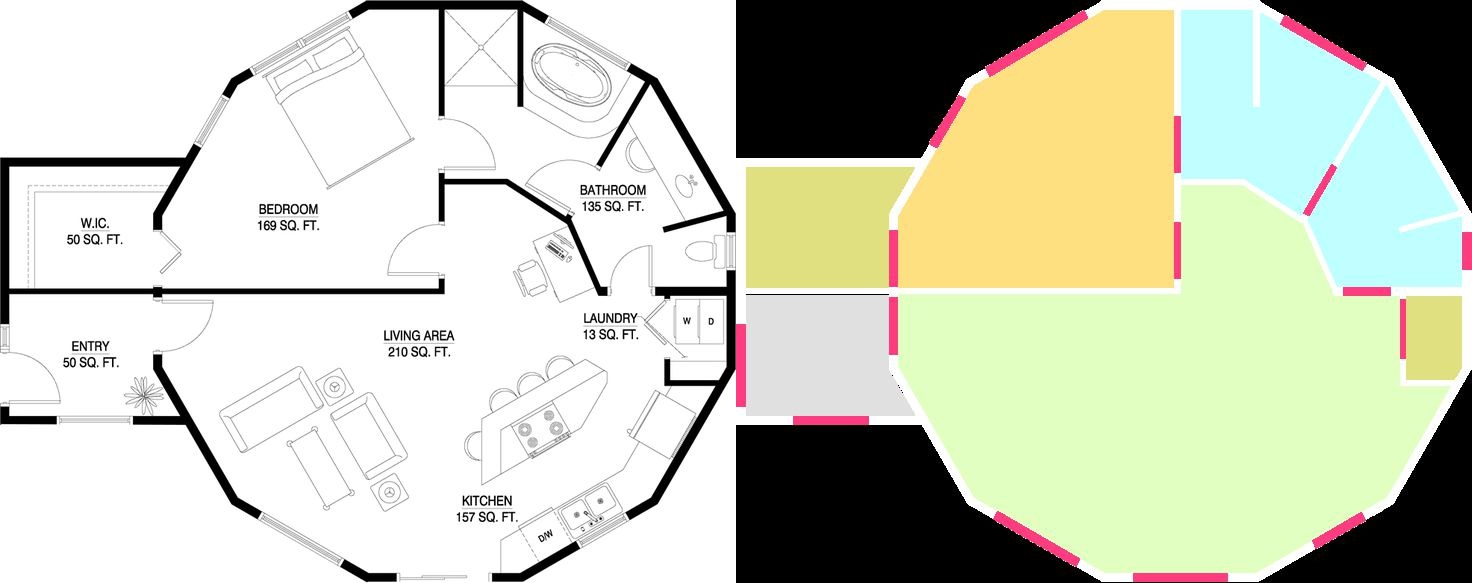 BATHROOM
135 SQ. FT.
BEDROOM
169 SQ. FT.
W.IC.
50 SQ. FT.
LAUNDRY
13 SQ. FT.
W D
LIVING AREA
210 SQ. FT.
ENTRY
50 SQ. FT.
KITCHEN
157 SQ. FT.
D/W